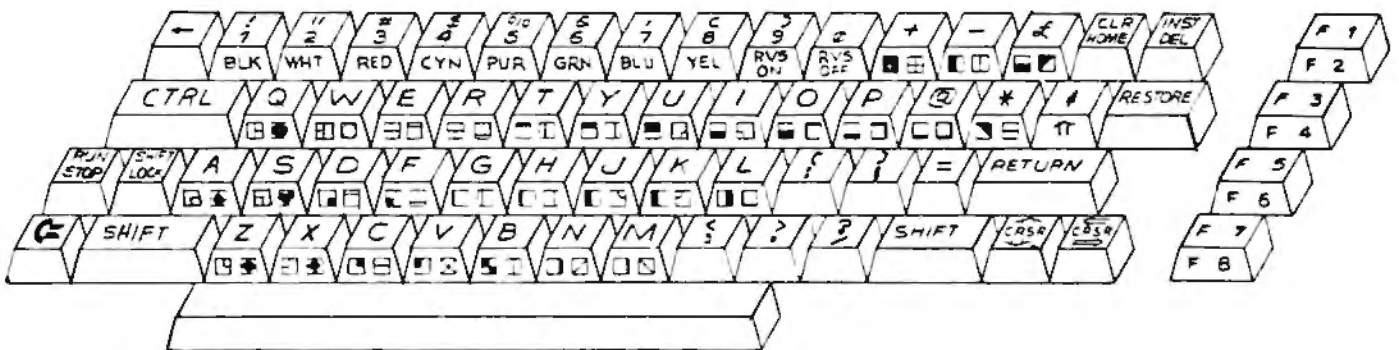 ← ! " # $ % & ' ( ) 0 + - £ CLR HOME INST DEL F 1
1 2 3 4 5 6 7 8 9
BLK WHT RED CYN PUR GRN BLU YEL RVS ON RVS OFF F 2
CTRL Q W E R T Y U I O P @ * ↑ RESTORE F 3
π F 4
RUN STOP SHIFT LOCK A S D F G H J K L [ ] = RETURN F 5
: ; F 6
C= SHIFT Z X C V B N M < > ? SHIFT CRSR CRSR F 7
, . / F 8